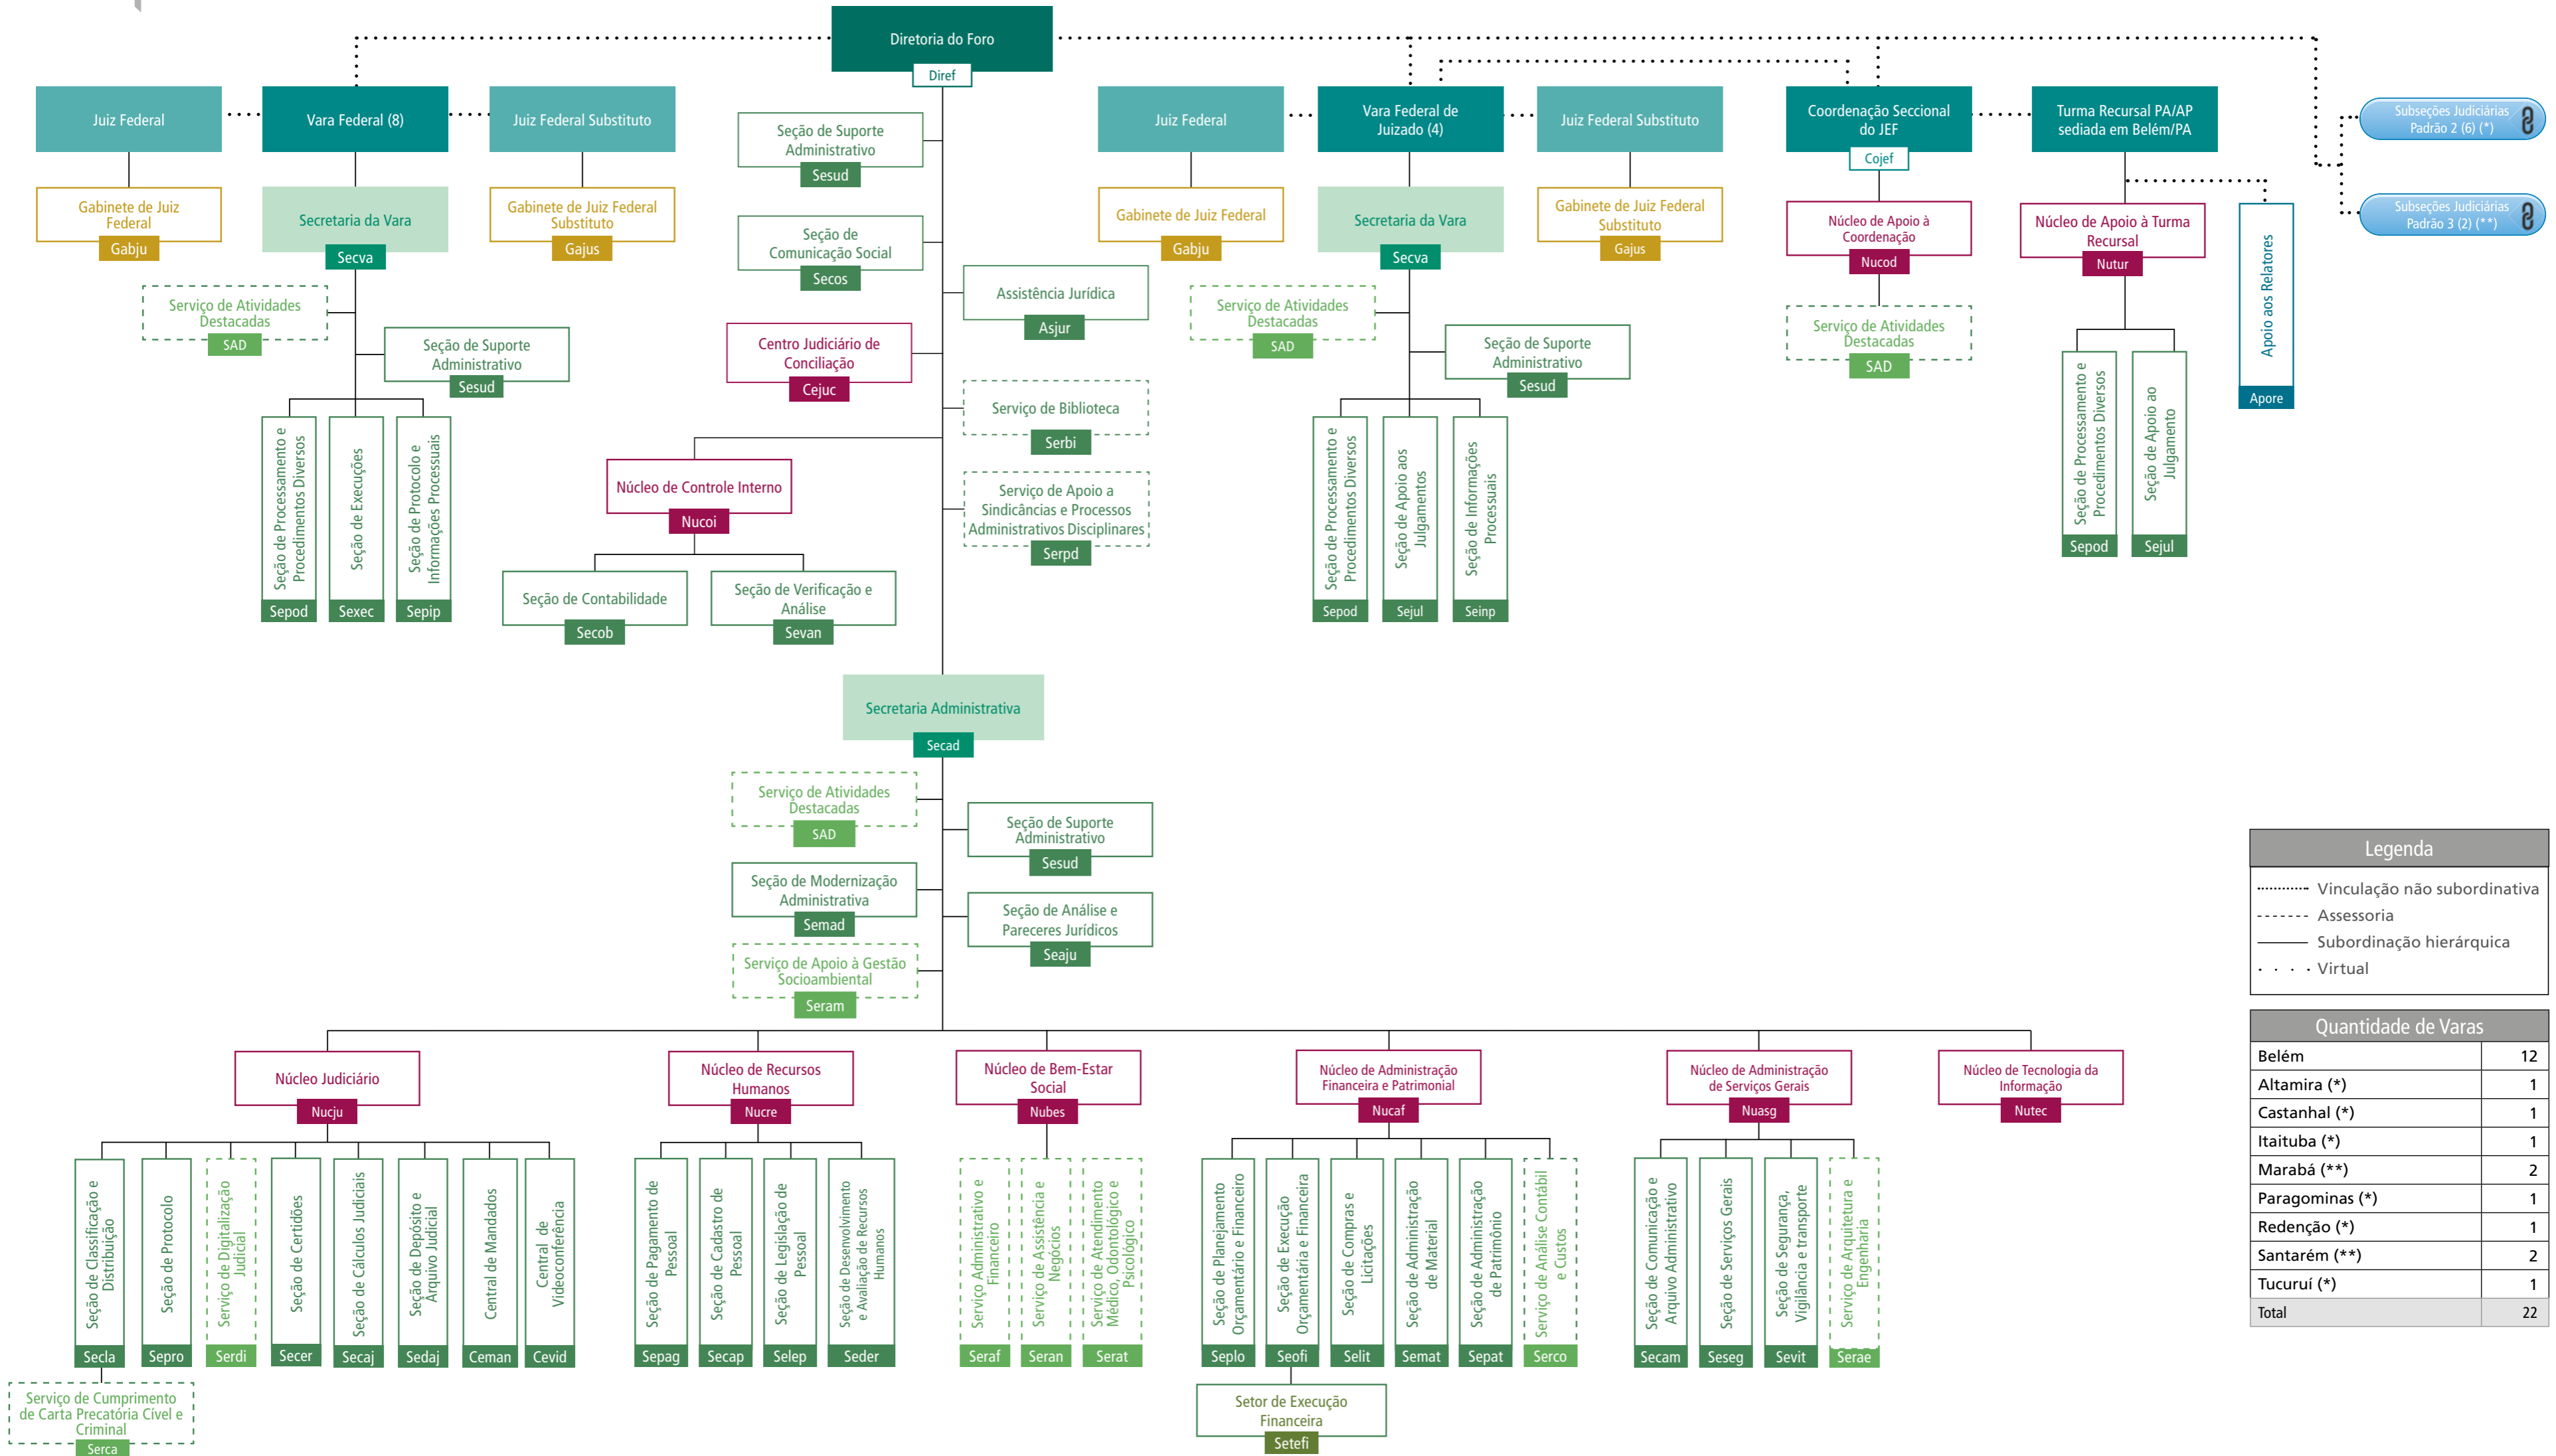 Diretoria do Foro
Diref
Juiz Federal
Vara Federal (8)
Juiz Federal Substituto
Gabinete de Juiz
Federal
Gabju
Secretaria da Vara
Secva
Gabinete de Juiz Federal
Substituto
Gajus
Serviço de Atividades
Destacadas
SAD
Seção de Suporte
Administrativo
Sesud
Seção de Processamento e
Procedimentos Diversos
Sepod
Seção de Execuções
Sexec
Seção de Protocolo e
Informações Processuais
Sepip
Seção de Suporte
Administrativo
Sesud
Seção de
Comunicação Social
Secos
Assistência Jurídica
Asjur
Centro Judiciário de
Conciliação
Cejuc
Serviço de Biblioteca
Serbi
Núcleo de Controle Interno
Nucoi
Serviço de Apoio a
Sindicâncias e Processos
Administrativos Disciplinares
Serpd
Seção de Contabilidade
Secob
Seção de Verificação e
Análise
Sevan
Juiz Federal
Vara Federal de
Juizado (4)
Juiz Federal Substituto
Gabinete de Juiz Federal
Gabju
Secretaria da Vara
Secva
Gabinete de Juiz Federal
Substituto
Gajus
Serviço de Atividades
Destacadas
SAD
Seção de Suporte
Administrativo
Sesud
Seção de Processamento e
Procedimentos Diversos
Sepod
Seção de Apoio aos
Julgamentos
Sejul
Seção de Informações
Processuais
Seinp
Coordenação Seccional
do JEF
Cojef
Núcleo de Apoio à
Coordenação
Nucod
Serviço de Atividades
Destacadas
SAD
Turma Recursal PA/AP
sediada em Belém/PA
Núcleo de Apoio à Turma
Recursal
Nutur
Seção de Processamento e
Procedimentos Diversos
Sepod
Seção de Apoio ao
Julgamento
Sejul
Apoio aos Relatores
Apore
Subseções Judiciárias
Padrão 2 (6) (*)
Subseções Judiciárias
Padrão 3 (2) (**)
Secretaria Administrativa
Secad
Serviço de Atividades
Destacadas
SAD
Seção de Suporte
Administrativo
Sesud
Seção de Modernização
Administrativa
Semad
Seção de Análise e
Pareceres Jurídicos
Seaju
Serviço de Apoio à Gestão
Socioambiental
Seram
Núcleo Judiciário
Nucju
Seção de Classificação e
Distribuição
Secla
Serviço de Cumprimento
de Carta Precatória Cível e
Criminal
Serca
Seção de Protocolo
Sepro
Serviço de Digitalização
Judicial
Serdi
Seção de Certidões
Secer
Seção de Cálculos Judiciais
Secaj
Seção de Depósito e
Arquivo Judicial
Sedaj
Central de Mandados
Ceman
Central de
Videoconferência
Cevid
Núcleo de Recursos
Humanos
Nucre
Seção de Pagamento de
Pessoal
Sepag
Seção de Cadastro de
Pessoal
Secap
Seção de Legislação de
Pessoal
Selep
Seção de Desenvolvimento
e Avaliação de Recursos
Humanos
Seder
Núcleo de Bem-Estar
Social
Nubes
Serviço Administrativo e
Financeiro
Seraf
Serviço de Assistência e
Negócios
Seran
Serviço de Atendimento
Médico, Odontológico e
Psicológico
Serat
Núcleo de Administração
Financeira e Patrimonial
Nucaf
Seção de Planejamento
Orçamentário e Financeiro
Seplo
Seção de Execução
Orçamentária e Financeira
Seofi
Setor de Execução
Financeira
Setefi
Seção de Compras e
Licitações
Selit
Seção de Administração
de Material
Semat
Seção de Administração
de Patrimônio
Sepat
Serviço de Análise Contábil
e Custos
Serco
Núcleo de Administração
de Serviços Gerais
Nuasg
Seção de Comunicação e
Arquivo Administrativo
Secam
Seção de Serviços Gerais
Seseg
Seção de Segurança,
Vigilância e transporte
Sevit
Serviço de Arquitetura e
Engenharia
Serae
Núcleo de Tecnologia da
Informação
Nutec
Legenda
Vinculação não subordinativa
Assessoria
Subordinação hierárquica
Virtual
Quantidade de Varas
Belém 12
Altamira (*) 1
Castanhal (*) 1
Itaituba (*) 1
Marabá (**) 2
Paragominas (*) 1
Redenção (*) 1
Santarém (**) 2
Tucuruí (*) 1
Total 22